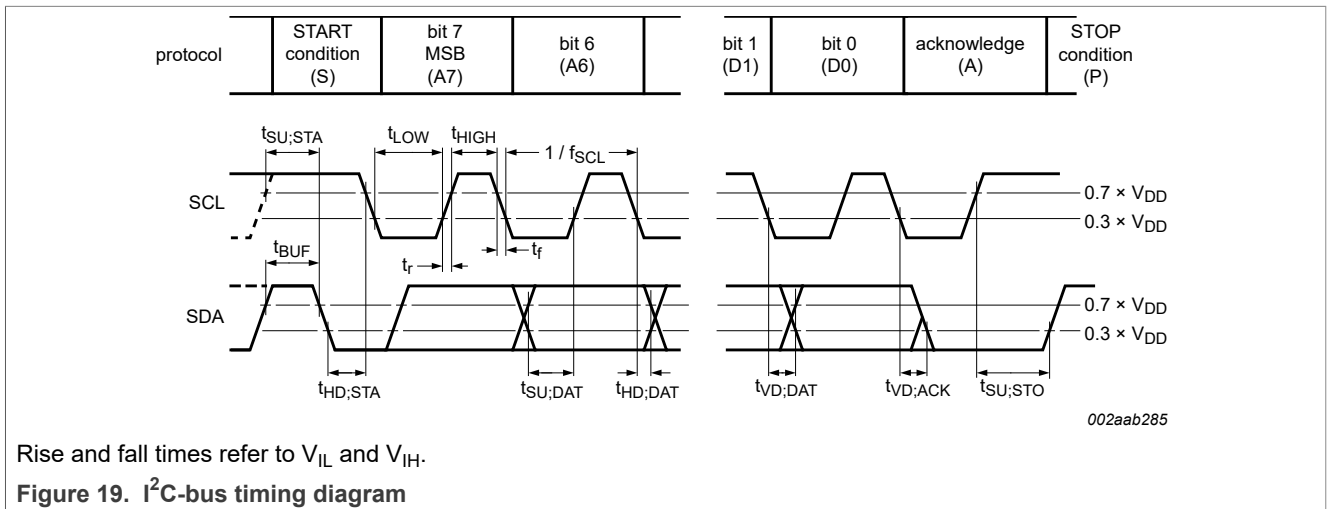 protocol
START
condition
(S)
bit 7
MSB
(A7)
bit 6
(A6)
bit 1
(D1)
bit 0
(D0)
acknowledge
(A)
STOP
condition
(P)
tSU;STA
tLOW
tHIGH
1 / fSCL
SCL
0.7 × VDD
0.3 × VDD
tBUF
tr
tf
SDA
0.7 × VDD
0.3 × VDD
tHD;STA
tSU;DAT
tHD;DAT
tVD;DAT
tVD;ACK
tSU;STO
002aab285
Rise and fall times refer to VIL and VIH.
Figure 19. I²C-bus timing diagram